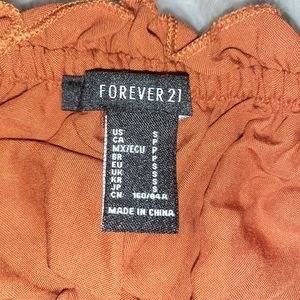 FOREVER 21
US S
CA P
MX/ECU P
BR P
EU S
UK S
KR S
JP S
CN 160/84A
MADE IN CHINA